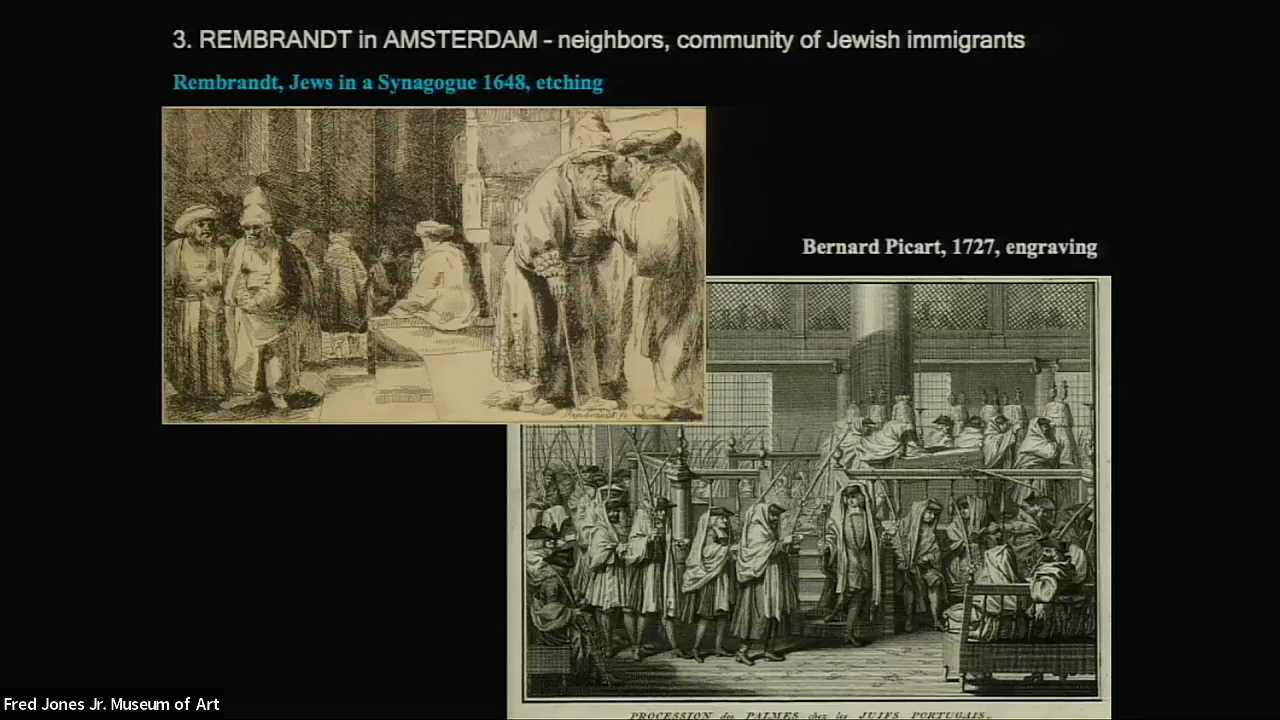 3. REMBRANDT in AMSTERDAM - neighbors, community of Jewish immigrants
Rembrandt, Jews in a Synagogue 1648, etching
Rembrandt f.
Bernard Picart, 1727, engraving
PROCESSION des PALMES chez les JUIFS PORTUGAIS.
Fred Jones Jr. Museum of Art